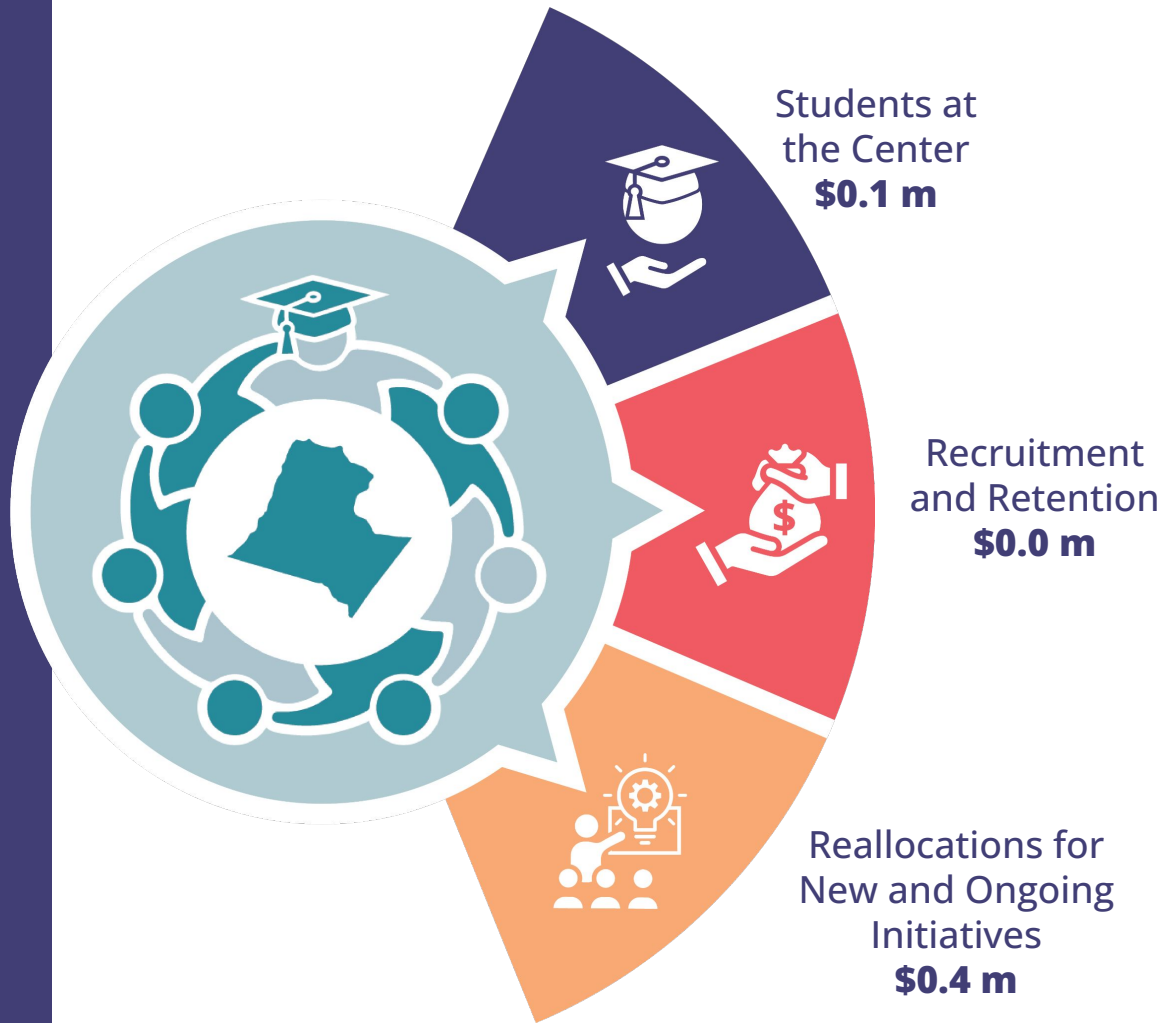 Students at
the Center
$0.1 m
Recruitment
and Retention
$0.0 m
$
Reallocations for
New and Ongoing
Initiatives
$0.4 m